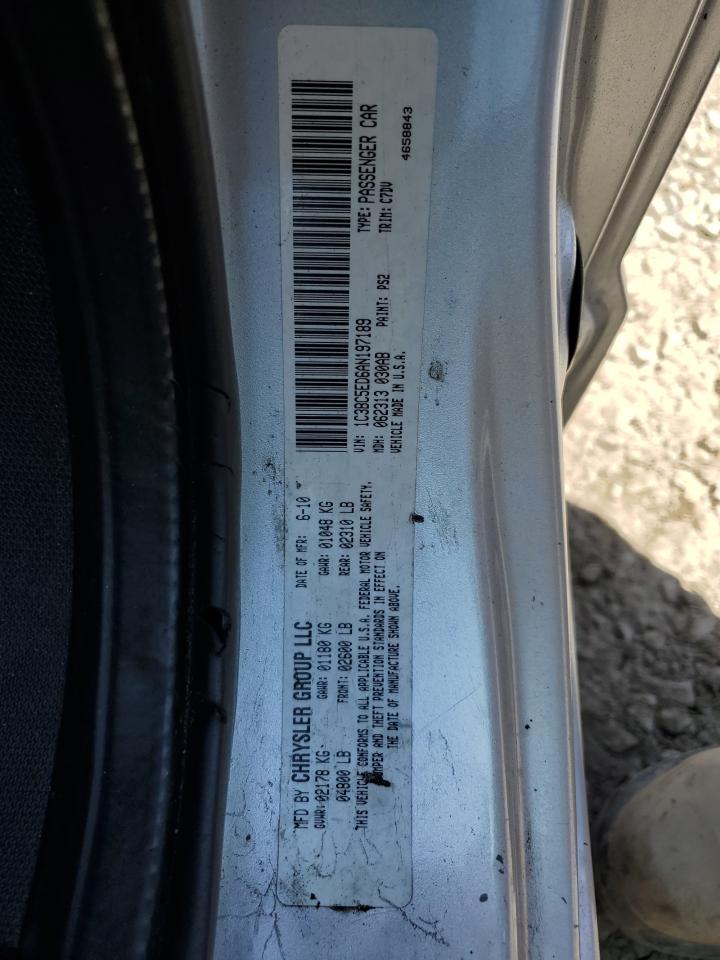 MFD BY CHRYSLER GROUP LLC
DATE OF MFR: 6-10
GVWR: 02178 KG
GAWR: 01180 KG
GAWR: 01048 KG
04800 LB
FRONT: 02600 LB
REAR: 02310 LB
THIS VEHICLE CONFORMS TO ALL APPLICABLE U.S.A. FEDERAL MOTOR VEHICLE SAFETY,
BUMPER AND THEFT PREVENTION STANDARDS IN EFFECT ON
THE DATE OF MANUFACTURE SHOWN ABOVE.
VIN: 1C3BC5ED6AN197189
TYPE: PASSENGER CAR
MDH: 062313 030AB
PAINT: PS2
TRIM: C7DV
VEHICLE MADE IN U.S.A.
4658843